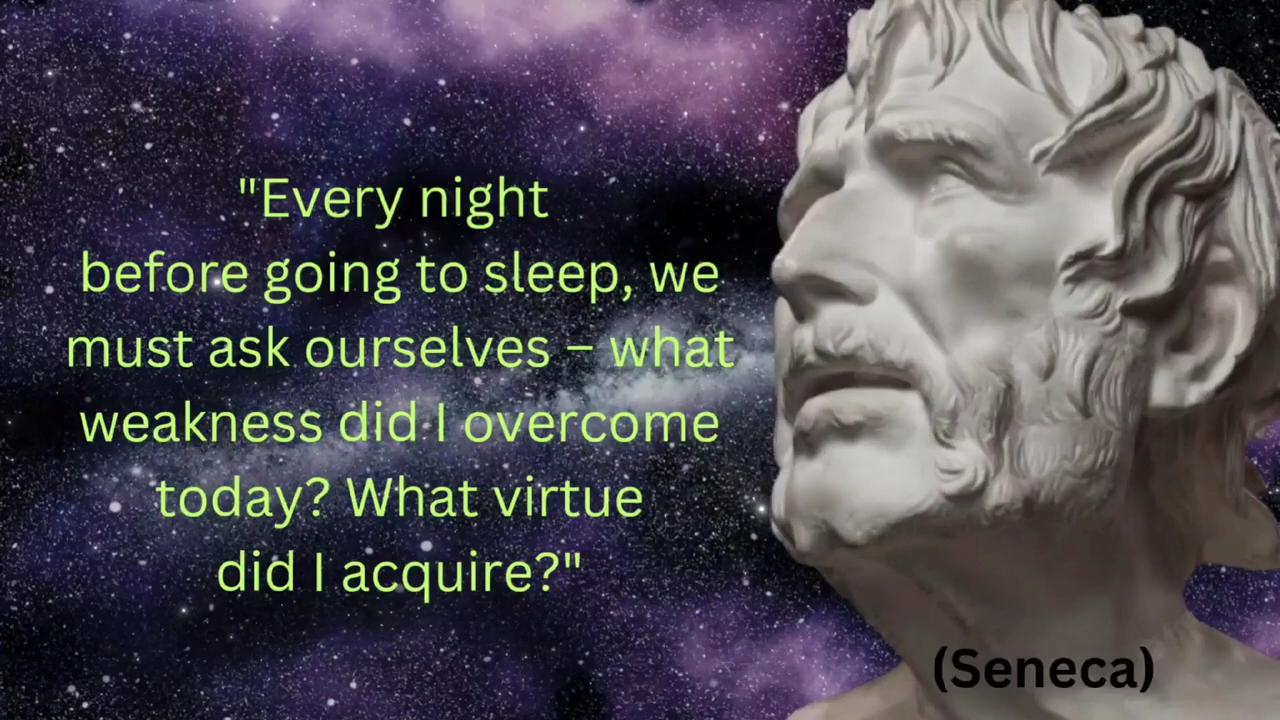 "Every night
before going to sleep, we
must ask ourselves – what
weakness did I overcome
today? What virtue
did I acquire?"
(Seneca)